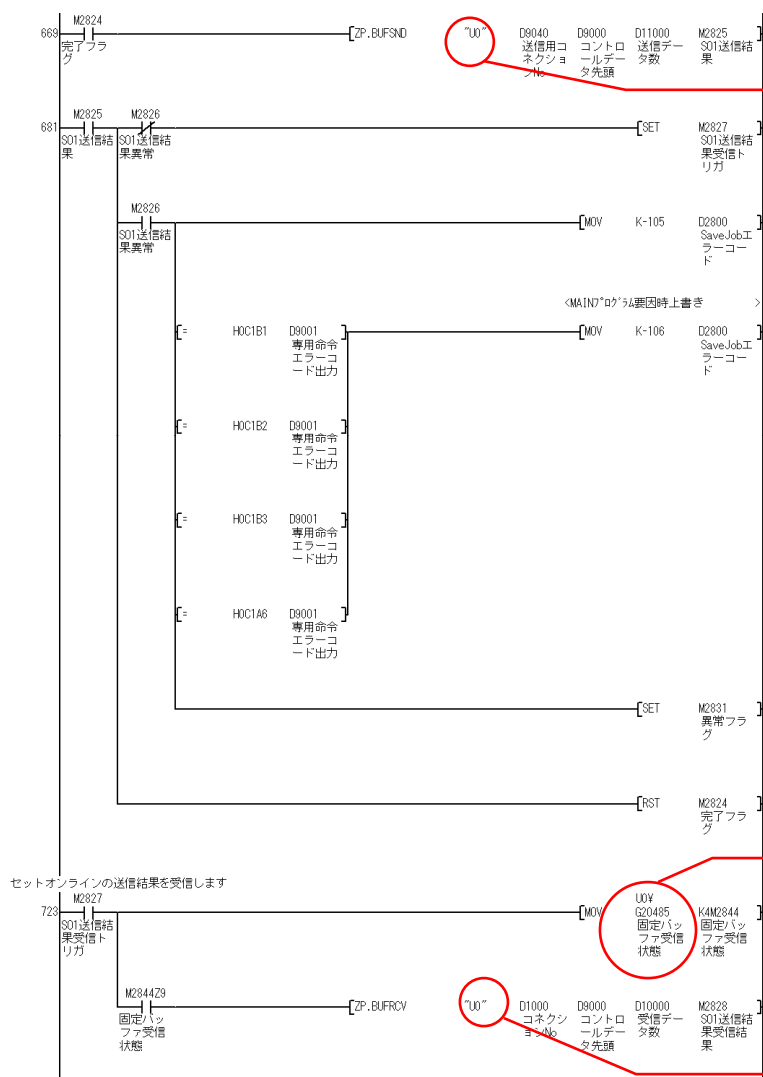 M2824
669 [ZP.BUFSND "U0" D9040 D9000 D11000 M2825 ]
完了フラグ 送信用コネクションNo コントロールデータ先頭 送信データ数 S01送信結果
M2825 M2826
681 [SET M2827 ]
S01送信結果 S01送信結果異常 S01送信結果受信トリガ
M2826
[MOV K-105 D2800 ]
S01送信結果異常 SaveJobエラーコード
<MAINﾌﾟﾛｸﾞﾗﾑ要因時上書き >
[= H0C1B1 D9001 ] [MOV K-106 D2800 ]
専用命令エラーコード出力 SaveJobエラーコード
[= H0C1B2 D9001 ]
専用命令エラーコード出力
[= H0C1B3 D9001 ]
専用命令エラーコード出力
[= H0C1A6 D9001 ]
専用命令エラーコード出力
[SET M2831 ]
異常フラグ
[RST M2824 ]
完了フラグ
セットオンラインの送信結果を受信します
M2827 U0¥
723 [MOV G20485 K4M2844 ]
S01送信結果受信トリガ 固定バッファ受信状態 固定バッファ受信状態
M2844Z9
[ZP.BUFRCV "U0" D1000 D9000 D10000 M2828 ]
固定バッファ受信状態 コネクションNo コントロールデータ先頭 受信データ数 S01送信結果受信結果